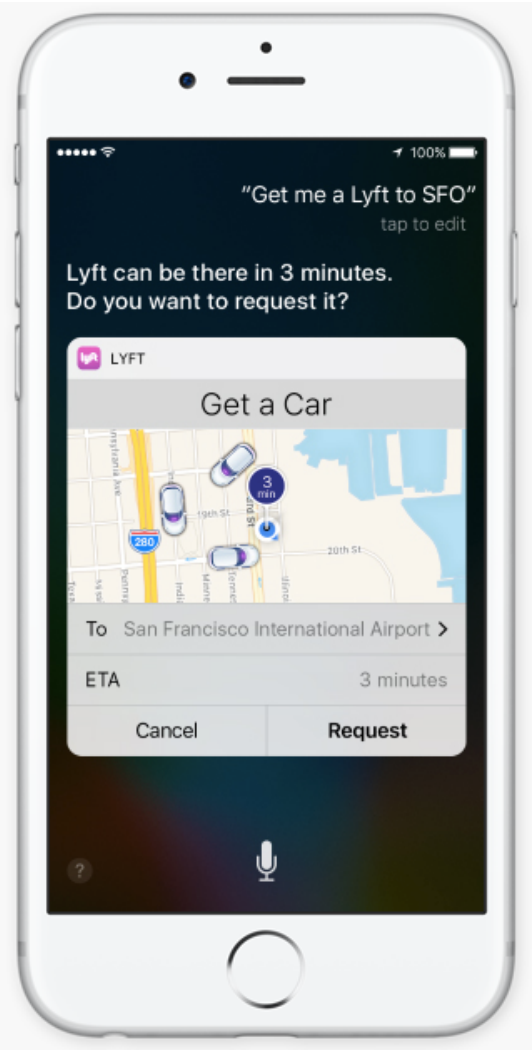 100%
“Get me a Lyft to SFO”
tap to edit
Lyft can be there in 3 minutes.
Do you want to request it?
lyft LYFT
Get a Car
3
min
19th St
280
20th St
To San Francisco International Airport >
ETA 3 minutes
Cancel Request
?